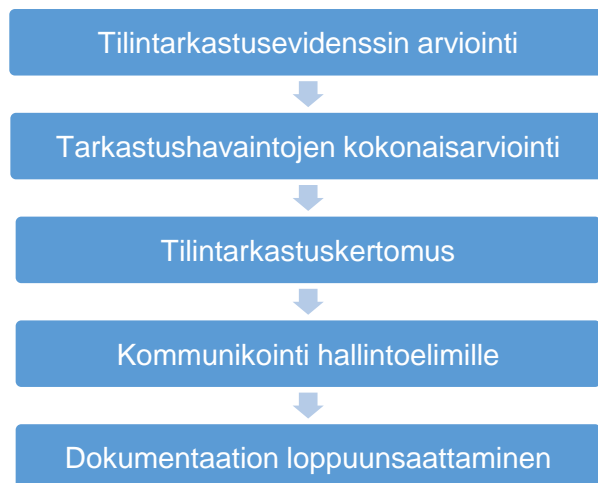 Tilintarkastusevidenssin arviointi
Tarkastushavaintojen kokonaisarviointi
Tilintarkastuskertomus
Kommunikointi hallintoelimille
Dokumentaation loppuunsaattaminen